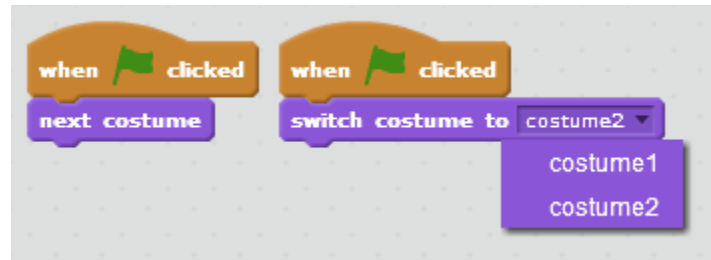 when clicked
next costume
when clicked
switch costume to costume2
costume1
costume2